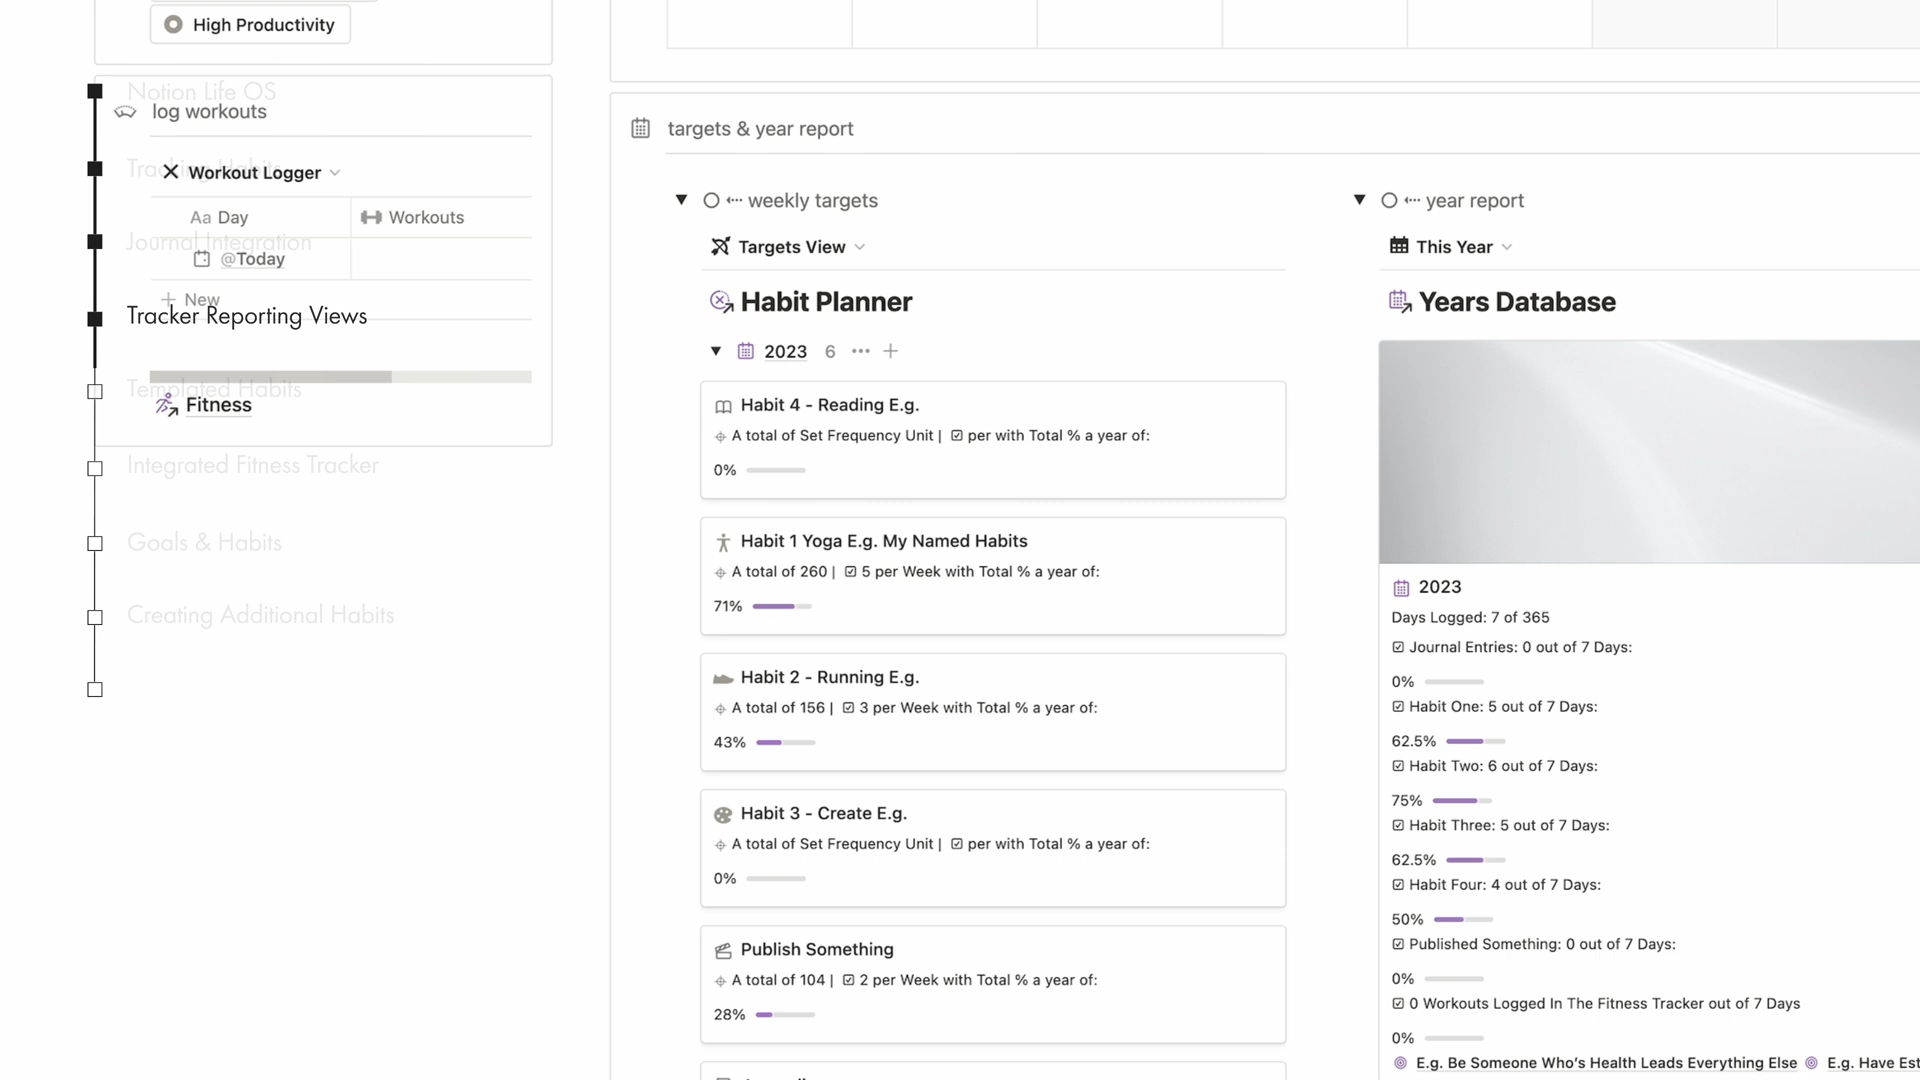 High Productivity
Notion Life OS
log workouts
Tracking Habits
Workout Logger
Aa Day
Workouts
Journal Integration
@Today
New
Tracker Reporting Views
Templated Habits
Fitness
Integrated Fitness Tracker
Goals & Habits
Creating Additional Habits
targets & year report
weekly targets
Targets View
Habit Planner
2023 6 ••• +
Habit 4 - Reading E.g.
A total of Set Frequency Unit | ☑ per with Total % a year of:
0%
Habit 1 Yoga E.g. My Named Habits
A total of 260 | ☑ 5 per Week with Total % a year of:
71%
Habit 2 - Running E.g.
A total of 156 | ☑ 3 per Week with Total % a year of:
43%
Habit 3 - Create E.g.
A total of Set Frequency Unit | ☑ per with Total % a year of:
0%
Publish Something
A total of 104 | ☑ 2 per Week with Total % a year of:
28%
year report
This Year
Years Database
2023
Days Logged: 7 of 365
☑ Journal Entries: 0 out of 7 Days:
0%
☑ Habit One: 5 out of 7 Days:
62.5%
☑ Habit Two: 6 out of 7 Days:
75%
☑ Habit Three: 5 out of 7 Days:
62.5%
☑ Habit Four: 4 out of 7 Days:
50%
☑ Published Something: 0 out of 7 Days:
0%
☑ 0 Workouts Logged In The Fitness Tracker out of 7 Days
0%
E.g. Be Someone Who's Health Leads Everything Else E.g. Have Est